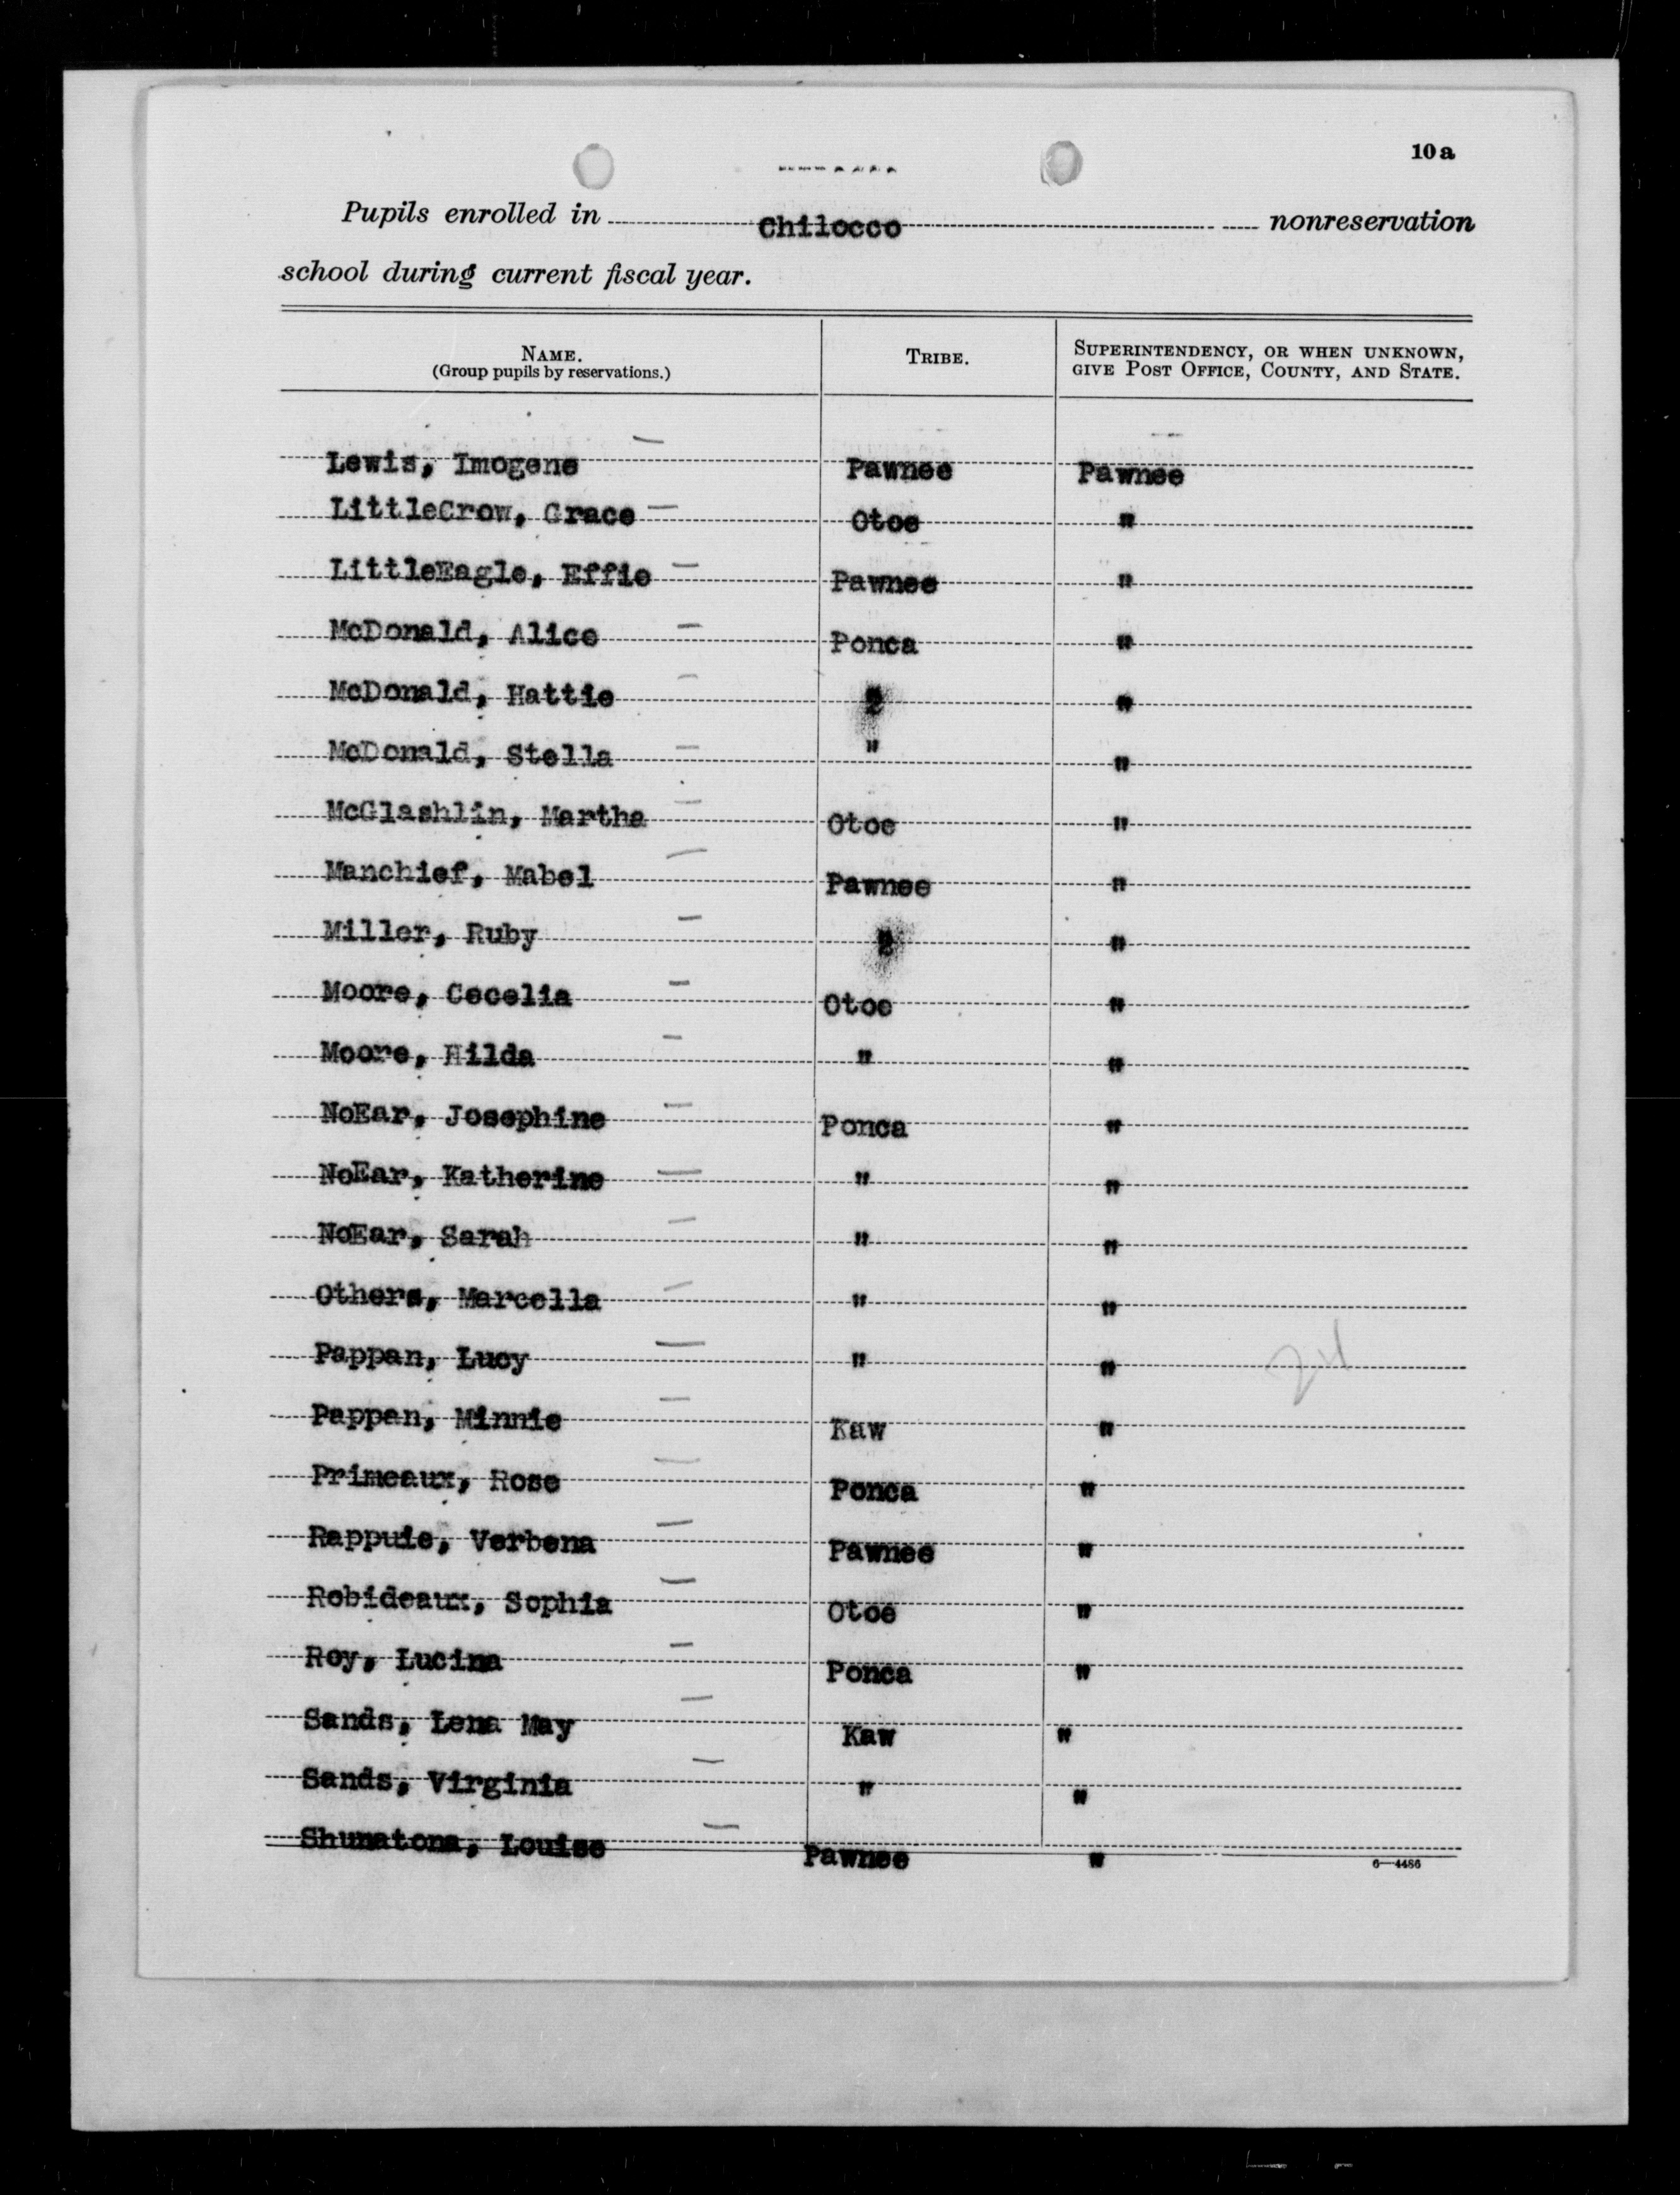 10 a
Pupils enrolled in Chilocco nonreservation
school during current fiscal year.
NAME. (Group pupils by reservations.) TRIBE. SUPERINTENDENCY, OR WHEN UNKNOWN, GIVE POST OFFICE, COUNTY, AND STATE.
Lewis, Imogene — Pawnee Pawnee
LittleCrow, Grace — Otoe "
LittleEagle, Effie — Pawnee "
McDonald, Alice — Ponca "
McDonald, Hattie — " "
McDonald, Stella — " "
McGlashlin, Martha — Otoe "
Manchief, Mabel — Pawnee "
Miller, Ruby — " "
Moore, Cecelia — Otoe "
Moore, Hilda — " "
NoEar, Josephine — Ponca "
NoEar, Katherine — " "
NoEar, Sarah — " "
Others, Marcella — " "
Pappan, Lucy — " "
24
Pappan, Minnie — Kaw "
Primeaux, Rose — Ponca "
Rappuie, Verbena — Pawnee "
Robideaux, Sophia — Otoe "
Roy, Lucina — Ponca "
Sands, Lena May — Kaw "
Sands, Virginia — " "
Shunatona, Louise — Pawnee "
6—4486